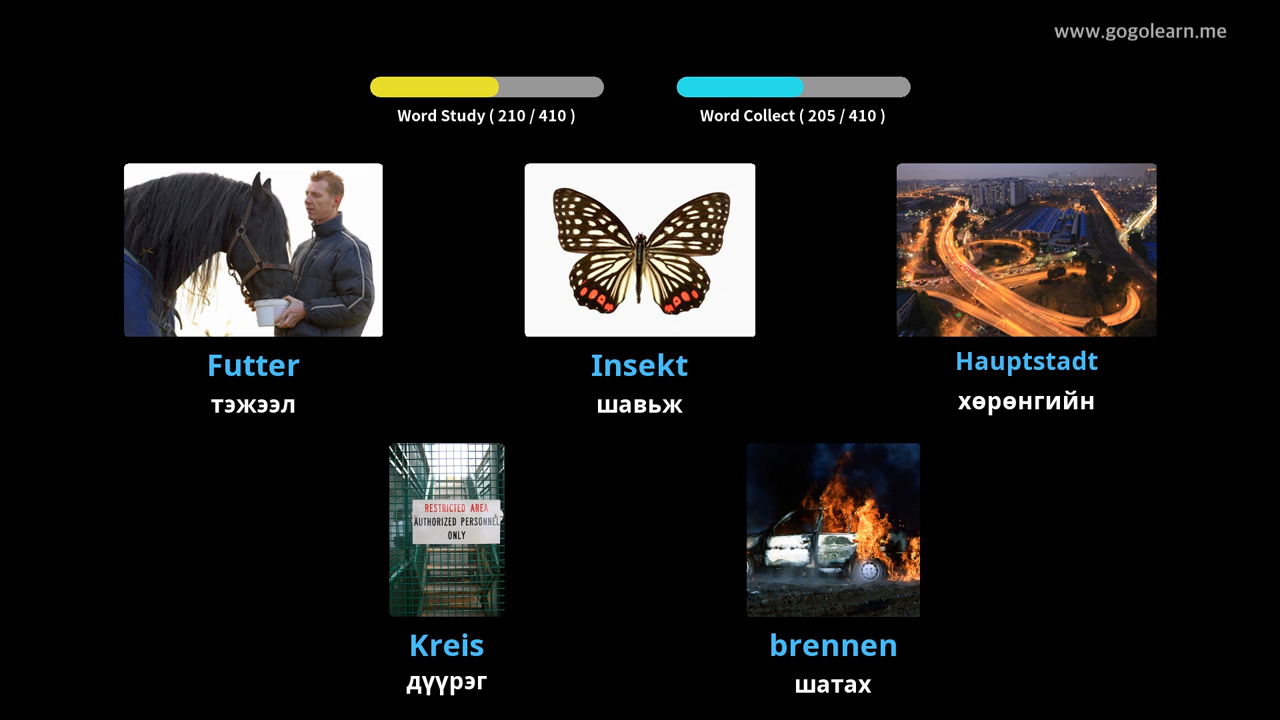 www.gogolearn.me
Word Study ( 210 / 410 )
Word Collect ( 205 / 410 )
Futter
тэжээл
Insekt
шавьж
Hauptstadt
хөрөнгийн
RESTRICTED AREA
AUTHORIZED PERSONNEL
ONLY
Kreis
дүүрэг
brennen
шатах